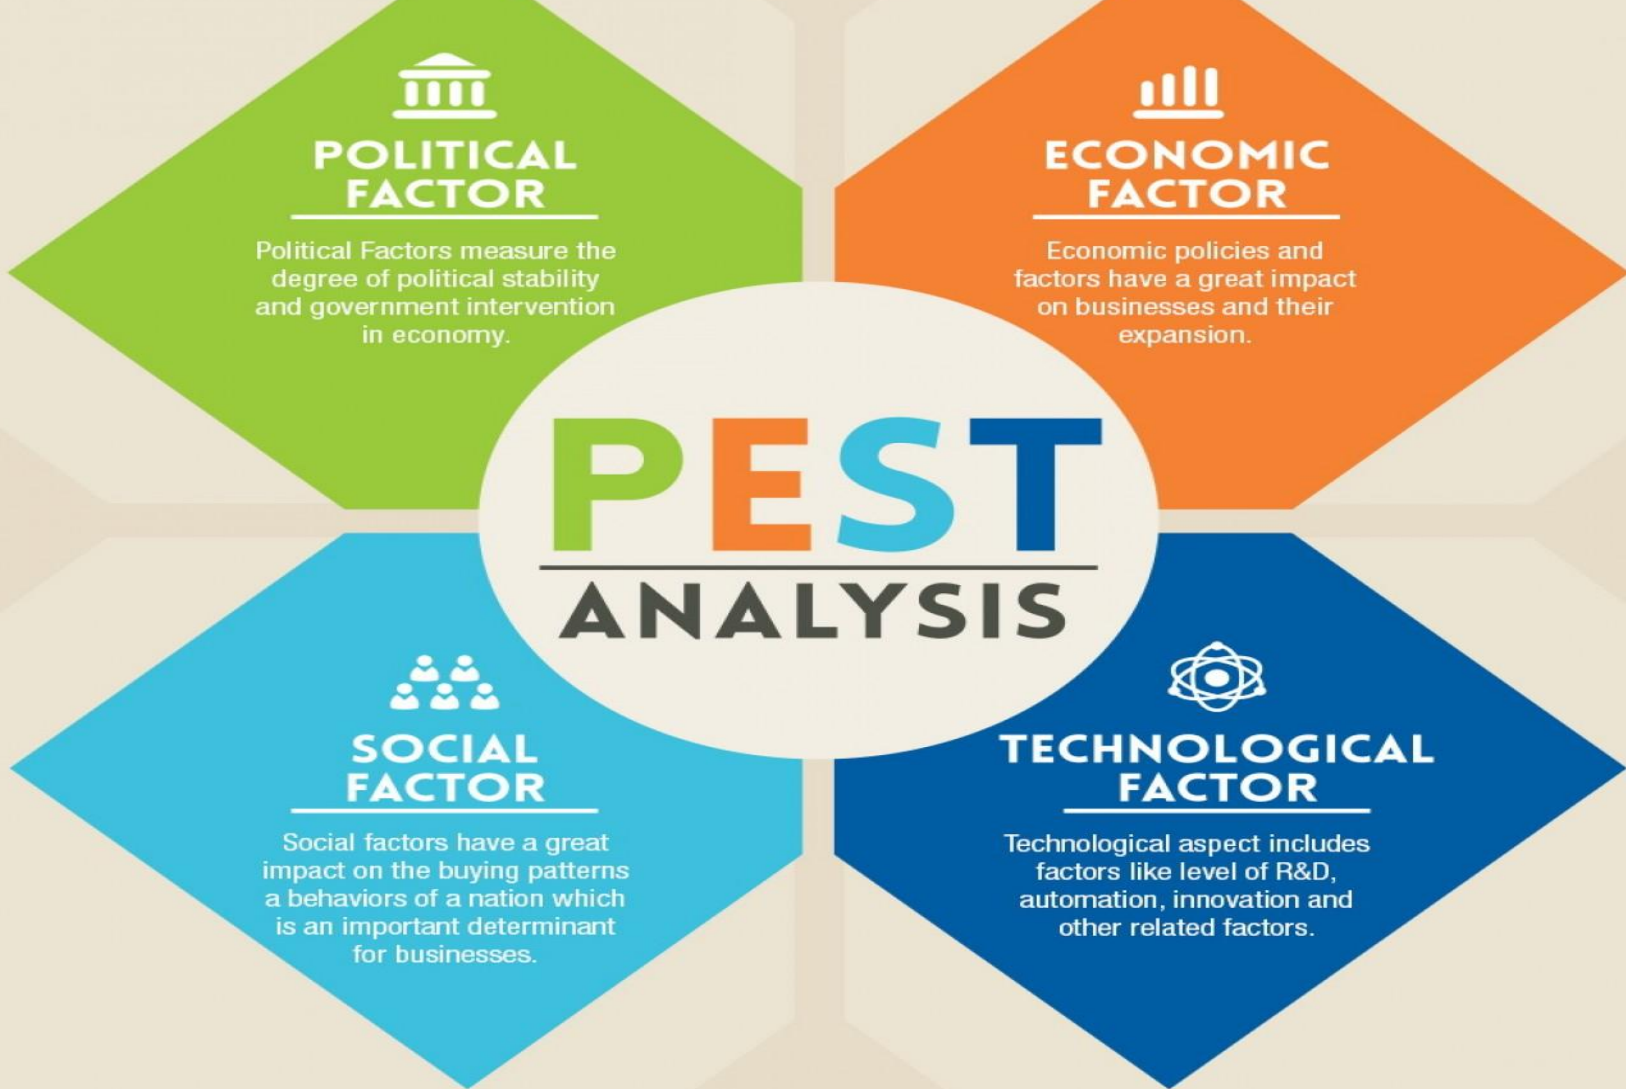 POLITICAL
FACTOR
Political Factors measure the
degree of political stability
and government intervention
in economy.
ECONOMIC
FACTOR
Economic policies and
factors have a great impact
on businesses and their
expansion.
PEST
ANALYSIS
SOCIAL
FACTOR
Social factors have a great
impact on the buying patterns
a behaviors of a nation which
is an important determinant
for businesses.
TECHNOLOGICAL
FACTOR
Technological aspect includes
factors like level of R&D,
automation, innovation and
other related factors.